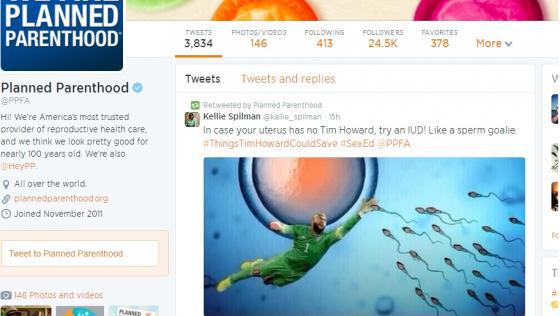 WE ARE
PLANNED
PARENTHOOD®
Planned Parenthood
@PPFA
Hi! We're America's most trusted
provider of reproductive health care,
and we think we look pretty good for
nearly 100 years old. We're also
@HeyPP.
All over the world.
plannedparenthood.org
Joined November 2011
Tweet to Planned Parenthood
146 Photos and videos
PLANNED
TWEETS
3,834
PHOTOS/VIDEOS
146
FOLLOWING
413
FOLLOWERS
24.5K
FAVORITES
378
More
Tweets
Tweets and replies
Retweeted by Planned Parenthood
Kellie Spilman @kellie_spilman · 15h
In case your uterus has no Tim Howard, try an IUD! Like a sperm goalie.
#ThingsTimHowardCouldSave #SexEd @PPFA